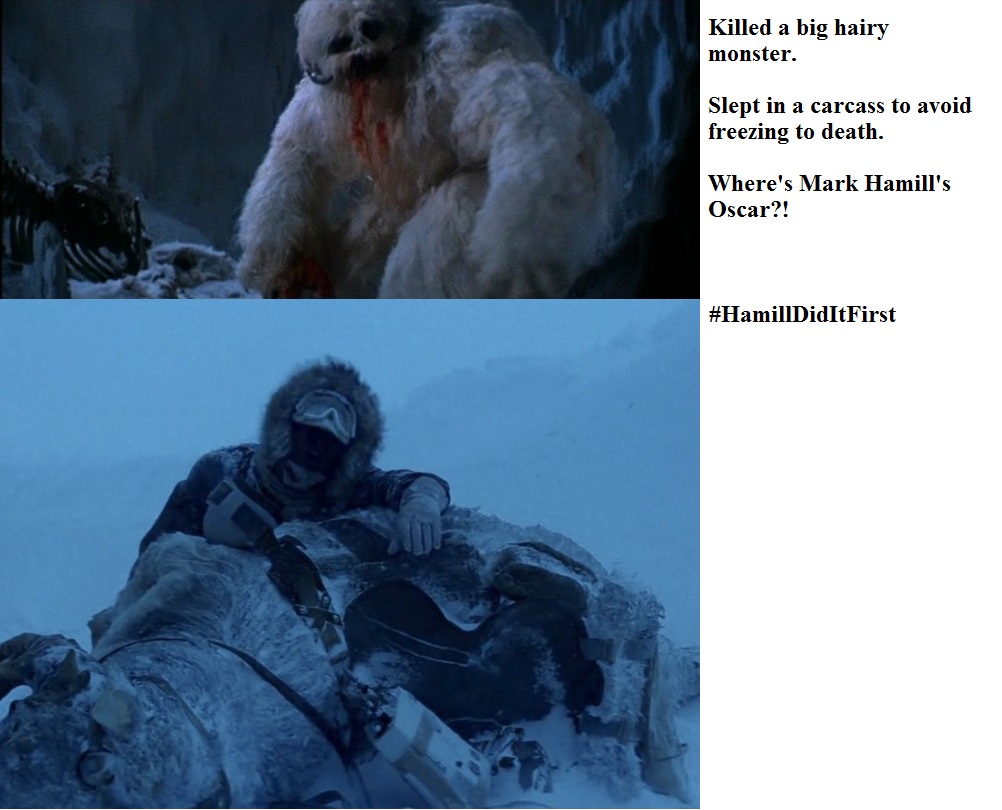 Killed a big hairy
monster.
Slept in a carcass to avoid
freezing to death.
Where's Mark Hamill's
Oscar?!
#HamillDidItFirst